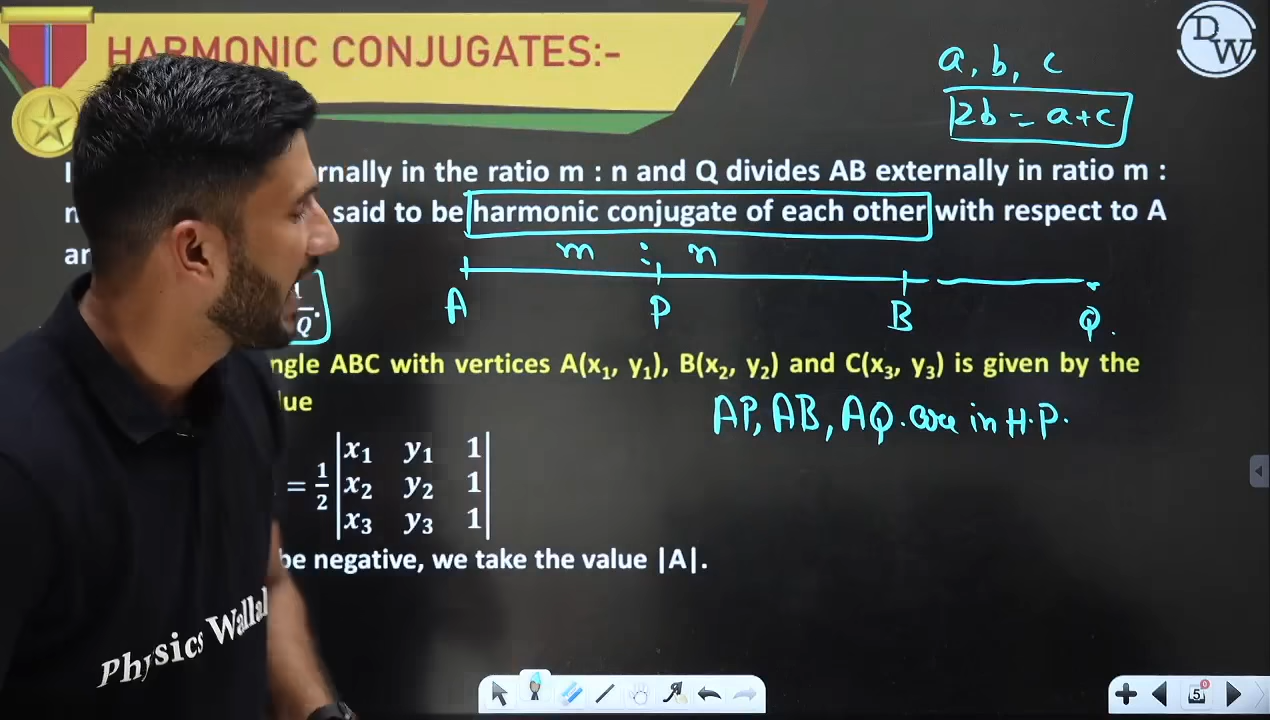 HARMONIC CONJUGATES:-
a, b, c
2b = a+c
rnally in the ratio m : n and Q divides AB externally in ratio m :
said to be harmonic conjugate of each other with respect to A
m : n
A P B Q.
Q.
ngle ABC with vertices A(x₁, y₁), B(x₂, y₂) and C(x₃, y₃) is given by the
lue
AP, AB, AQ. are in H.P.
= 1/2 |x₁ y₁ 1|
|x₂ y₂ 1|
|x₃ y₃ 1|
be negative, we take the value |A|.
Physics Wallah
5